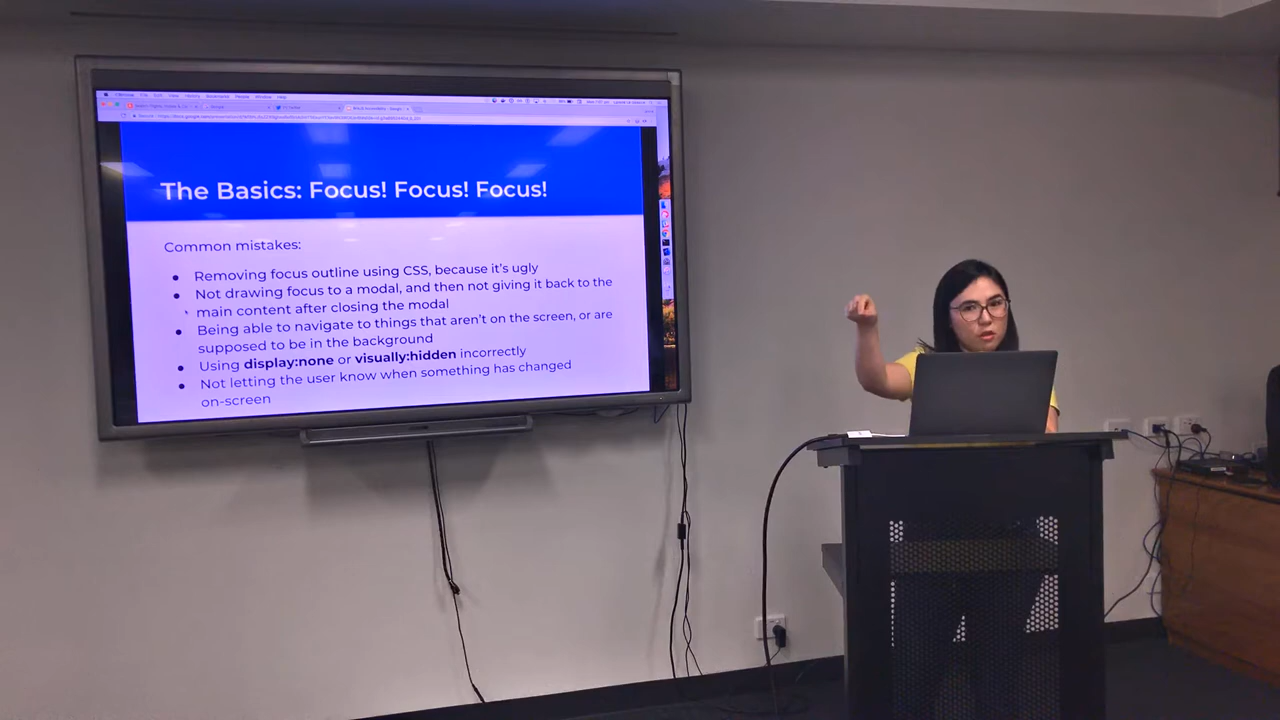 The Basics: Focus! Focus! Focus!
Common mistakes:
● Removing focus outline using CSS, because it's ugly
● Not drawing focus to a modal, and then not giving it back to the
main content after closing the modal
● Being able to navigate to things that aren't on the screen, or are
supposed to be in the background
● Using display:none or visually:hidden incorrectly
● Not letting the user know when something has changed
on-screen